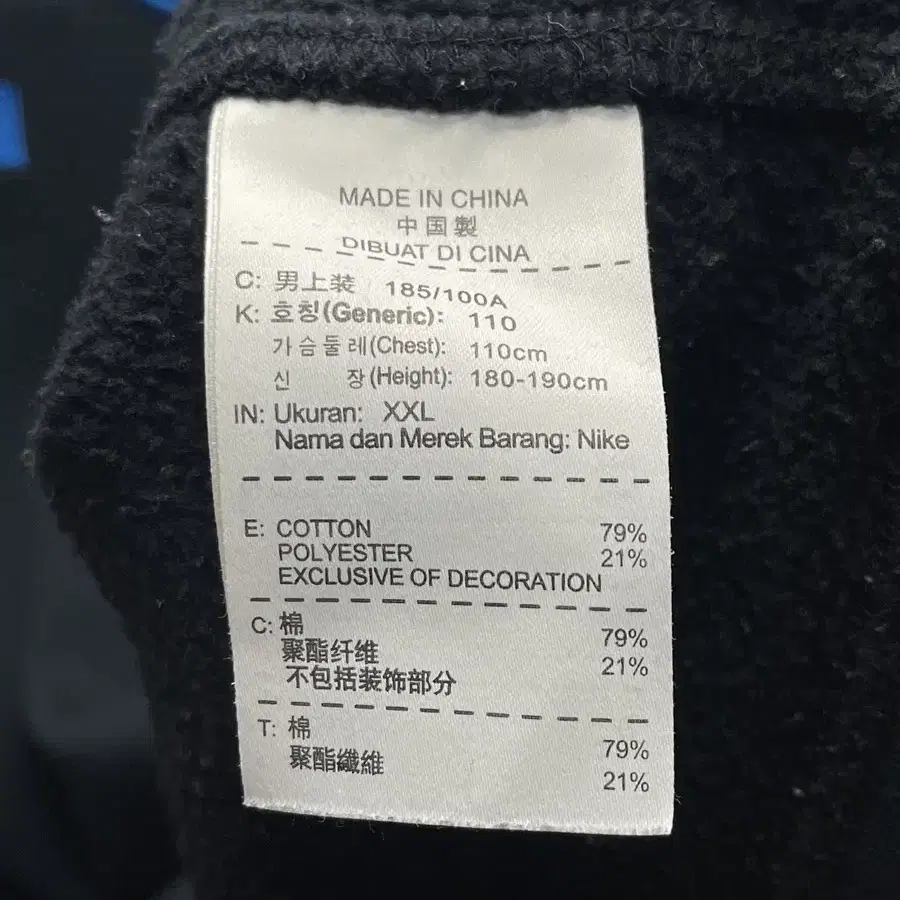 MADE IN CHINA
中国製
DIBUAT DI CINA
C: 男上装 185/100A
K: 호칭(Generic): 110
가슴둘레(Chest): 110cm
신 장(Height): 180-190cm
IN: Ukuran: XXL
Nama dan Merek Barang: Nike
E: COTTON 79%
POLYESTER 21%
EXCLUSIVE OF DECORATION
C: 棉 79%
聚酯纤维 21%
不包括装饰部分
T: 棉 79%
聚酯纖維 21%